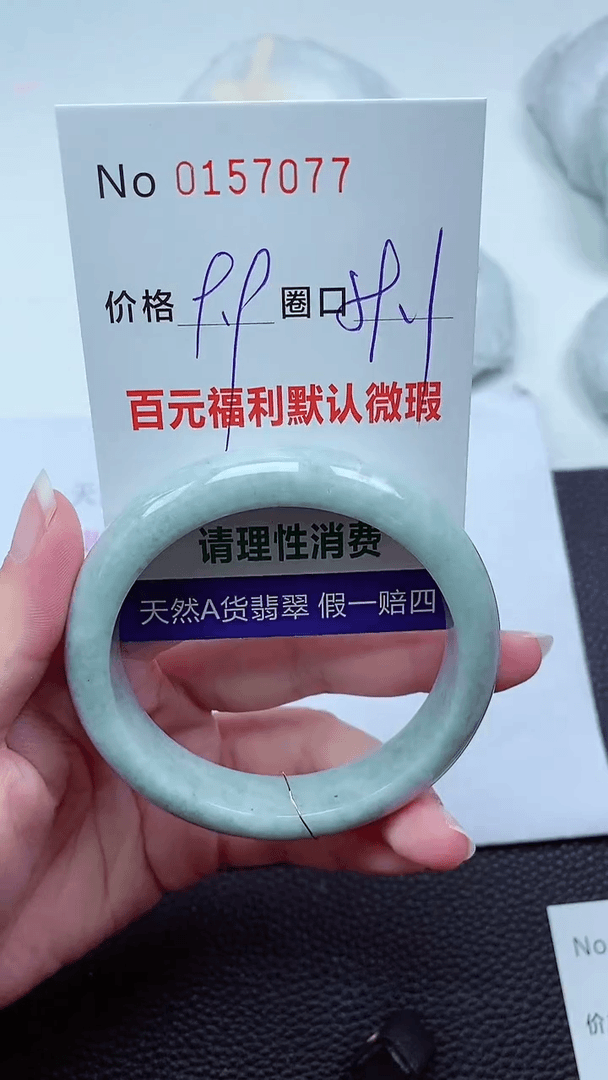 No 0157077
价格 圈口
百元福利默认微瑕
请理性消费
天然A货翡翠 假一赔四
No
价